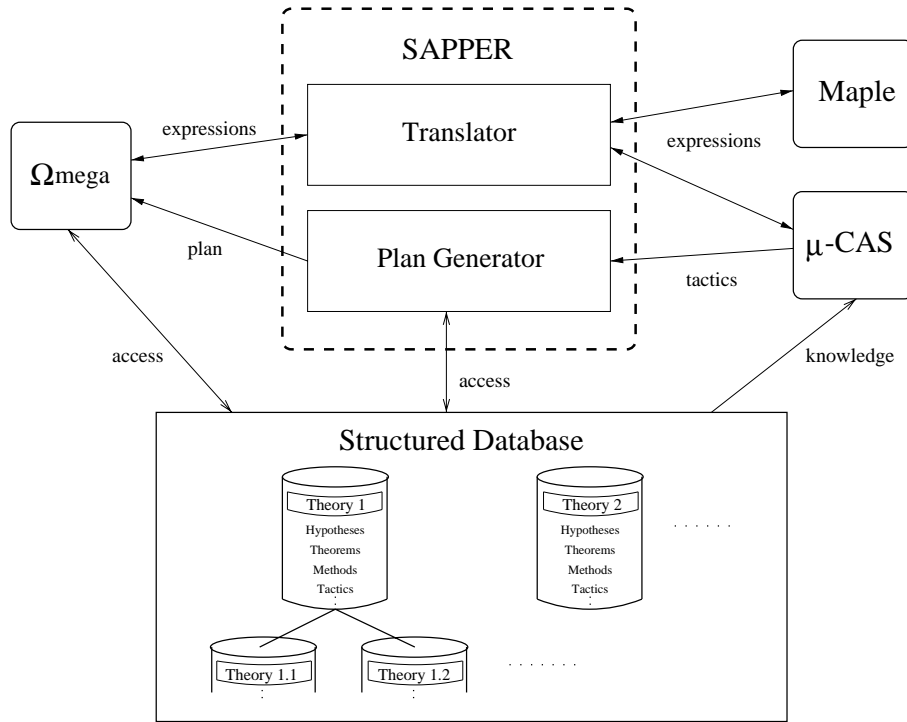 SAPPER
Maple
Translator
expressions
expressions
Ωmega
μ-CAS
plan
Plan Generator
tactics
access
access
knowledge
Structured Database
Theory 1
Hypotheses
Theorems
Methods
Tactics
:
Theory 2
Hypotheses
Theorems
Methods
Tactics
:
. . . . . .
Theory 1.1
:
Theory 1.2
:
. . . . . . .